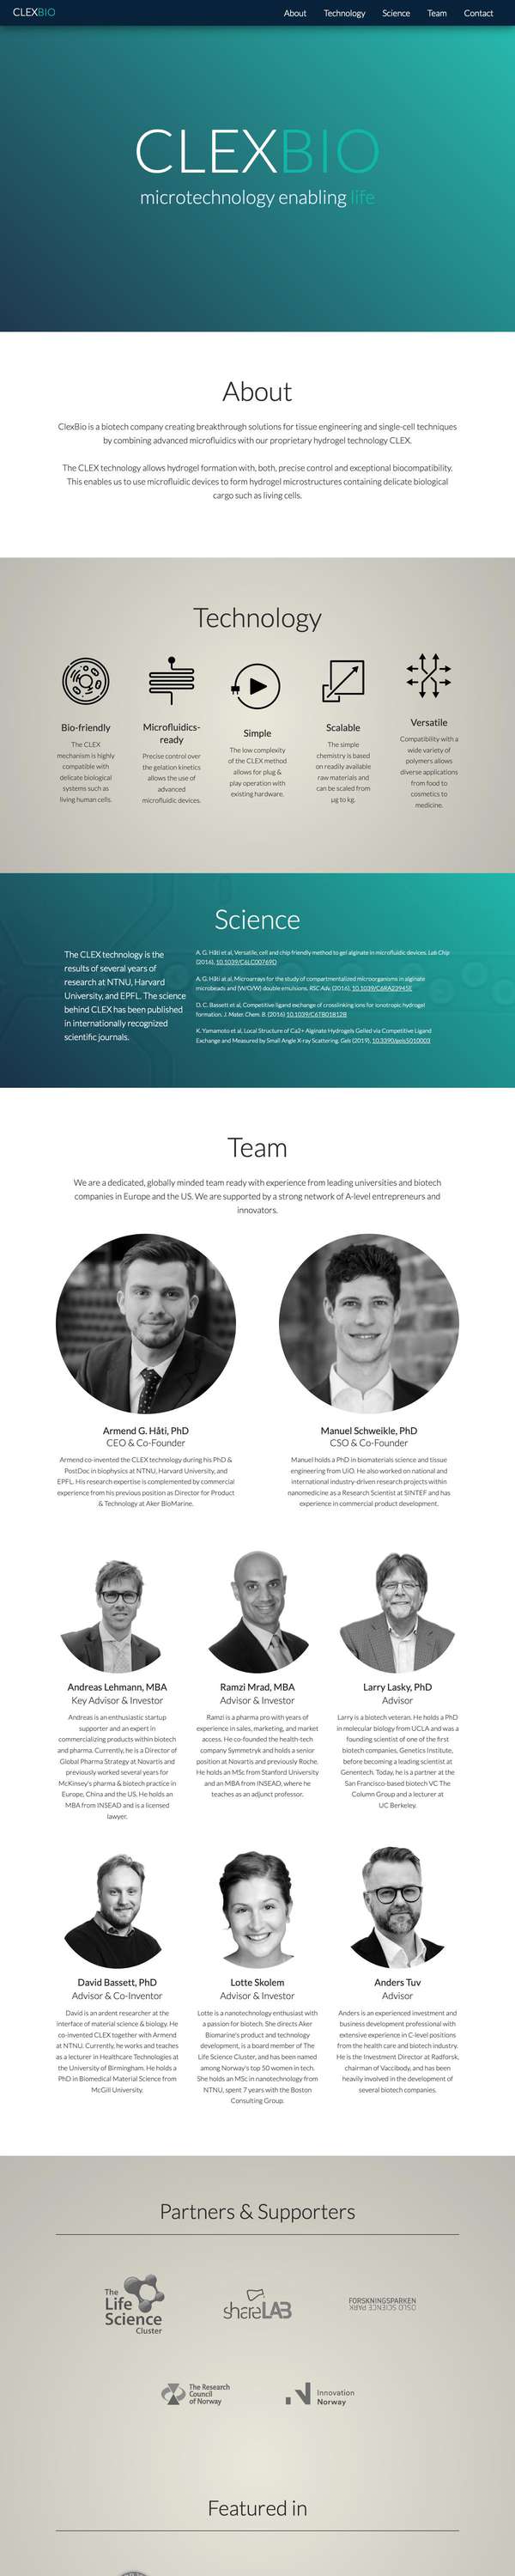 CLEXBIO
About Technology Science Team Contact
CLEXBIO
microtechnology enabling life
About
ClexBio is a biotech company creating breakthrough solutions for tissue engineering and single-cell techniques
by combining advanced microfluidics with our proprietary hydrogel technology CLEX.
The CLEX technology allows hydrogel formation with, both, precise control and exceptional biocompatibility.
This enables us to use microfluidic devices to form hydrogel microstructures containing delicate biological
cargo such as living cells.
Technology
Bio-friendly
The CLEX
mechanism is highly
compatible with
delicate biological
systems such as
living human cells.
Microfluidics-
ready
Precise control over
the gelation kinetics
allows the use of
advanced
microfluidic devices.
Simple
The low complexity
of the CLEX method
allows for plug &
play operation with
existing hardware.
Scalable
The simple
chemistry is based
on readily available
raw materials and
can be scaled from
µg to kg.
Versatile
Compatibility with a
wide variety of
polymers allows
diverse applications
from food to
cosmetics to
medicine.
Science
The CLEX technology is the
results of several years of
research at NTNU, Harvard
University, and EPFL. The science
behind CLEX has been published
in internationally recognized
scientific journals.
A. G. Håti et al, Versatile, cell and chip friendly method to gel alginate in microfluidic devices. Lab Chip
(2016), 10.1039/C6LC00769D
A. G. Håti at al, Microarrays for the study of compartmentalized microorganisms in alginate
microbeads and (W/O/W) double emulsions. RSC Adv. (2016), 10.1039/C6RA23945E
D. C. Bassett et al, Competitive ligand exchange of crosslinking ions for ionotropic hydrogel
formation. J. Mater. Chem. B. (2016) 10.1039/C6TB01812B
K. Yamamoto et al, Local Structure of Ca2+ Alginate Hydrogels Gelled via Competitive Ligand
Exchange and Measured by Small Angle X-ray Scattering. Gels (2019), 10.3390/gels5010003
Team
We are a dedicated, globally minded team ready with experience from leading universities and biotech
companies in Europe and the US. We are supported by a strong network of A-level entrepreneurs and
innovators.
Armend G. Håti, PhD
CEO & Co-Founder
Armend co-invented the CLEX technology during his PhD &
PostDoc in biophysics at NTNU, Harvard University, and
EPFL. His research expertise is complemented by commercial
experience from his previous position as Director for Product
& Technology at Aker BioMarine.
Manuel Schweikle, PhD
CSO & Co-Founder
Manuel holds a PhD in biomaterials science and tissue
engineering from UiO. He also worked on national and
international industry-driven research projects within
nanomedicine as a Research Scientist at SINTEF and has
experience in commercial product development.
Andreas Lehmann, MBA
Key Advisor & Investor
Andreas is an enthusiastic startup
supporter and an expert in
commercializing products within biotech
and pharma. Currently, he is a Director of
Global Pharma Strategy at Novartis and
previously worked several years for
McKinsey's pharma & biotech practice in
Europe, China and the US. He holds an
MBA from INSEAD and is a licensed
lawyer.
Ramzi Mrad, MBA
Advisor & Investor
Ramzi is a pharma pro with years of
experience in sales, marketing, and market
access. He co-founded the health-tech
company Symmetryk and holds a senior
position at Novartis and previously Roche.
He holds an MSc from Stanford University
and an MBA from INSEAD, where he
teaches as an adjunct professor.
Larry Lasky, PhD
Advisor
Larry is a biotech veteran. He holds a PhD
in molecular biology from UCLA and was a
founding scientist of one of the first
biotech companies, Genetics Institute,
before becoming a leading scientist at
Genentech. Today, he is a partner at the
San Francisco-based biotech VC The
Column Group and a lecturer at
UC Berkeley.
David Bassett, PhD
Advisor & Co-Inventor
David is an ardent researcher at the
interface of material science & biology. He
co-invented CLEX together with Armend
at NTNU. Currently, he works and teaches
as a lecturer in Healthcare Technologies at
the University of Birmingham. He holds a
PhD in Biomedical Material Science from
McGill University.
Lotte Skolem
Advisor & Investor
Lotte is a nanotechnology enthusiast with
a passion for biotech. She directs Aker
Biomarine's product and technology
development, is a board member of The
Life Science Cluster, and has been named
among Norway's top 50 women in tech.
She holds an MSc in nanotechnology from
NTNU, spent 7 years with the Boston
Consulting Group.
Anders Tuv
Advisor
Anders is an experienced investment and
business development professional with
extensive experience in C-level positions
from the health care and biotech industry.
He is the Investment Director at Radforsk,
chairman of Vaccibody, and has been
heavily involved in the development of
several biotech companies.
Partners & Supporters
The
Life
Science
Cluster
shareLAB
FORSKNINGSPARKEN
OSLO SCIENCE PARK
The Research
Council
of Norway
Innovation
Norway
Featured in